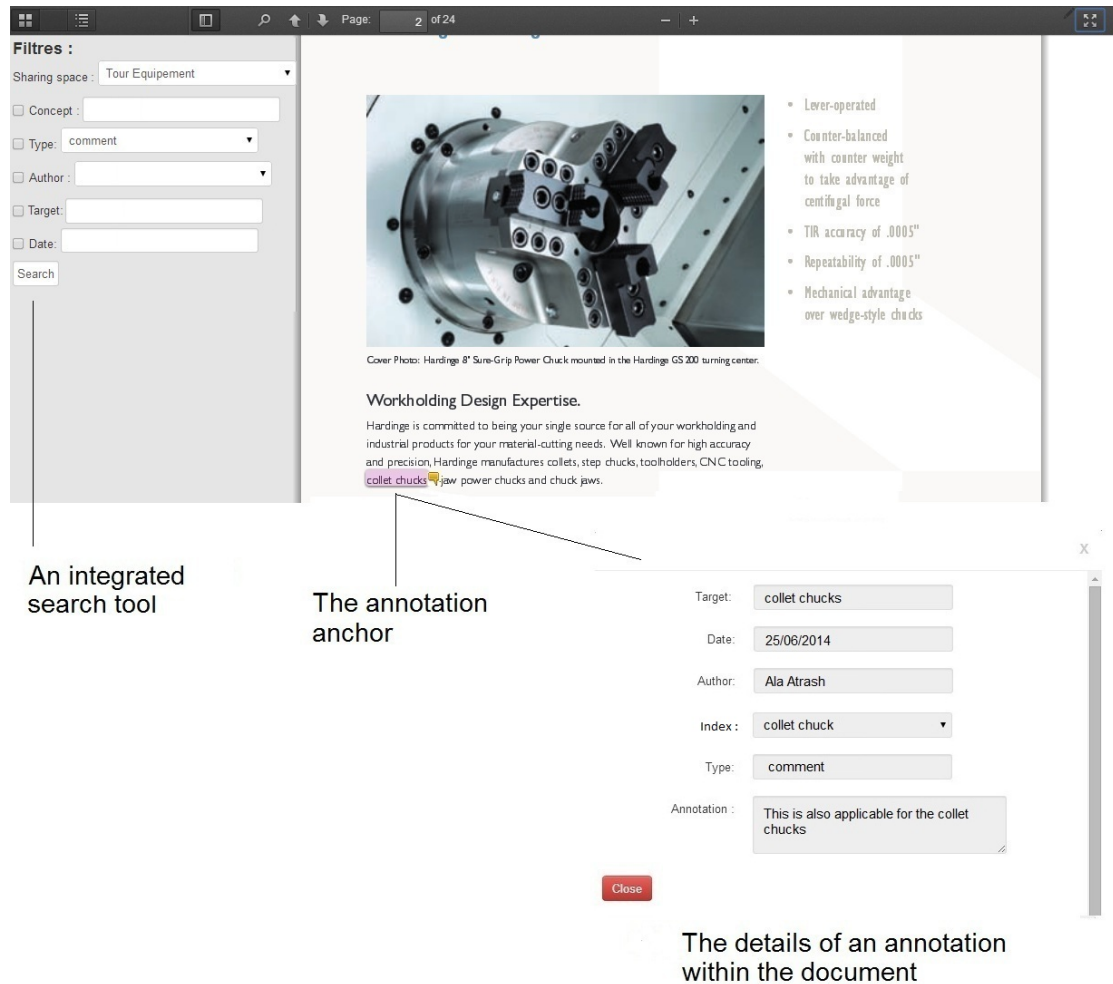 Page: 2 of 24
Filtres :
Sharing space : Tour Equipement
Concept :
Type: comment
Author :
Target:
Date:
Search
• Lever-operated
• Counter-balanced
with counter weight
to take advantage of
centifugal force
• TIR accuracy of .0005"
• Repeatability of .0005"
• Mechanical advantage
over wedge-style chucks
Cover Photo: Hardinge 8" Sure-Grip Power Chuck mounted in the Hardinge GS 200 turning center.
Workholding Design Expertise.
Hardinge is committed to being your single source for all of your workholding and
industrial products for your material-cutting needs. Well known for high accuracy
and precision, Hardinge manufactures collets, step chucks, toolholders, CNC tooling,
collet chucks jaw power chucks and chuck jaws.
An integrated
search tool
The annotation
anchor
X
Target: collet chucks
Date: 25/06/2014
Author: Ala Atrash
Index : collet chuck
Type: comment
Annotation : This is also applicable for the collet
chucks
Close
The details of an annotation
within the document